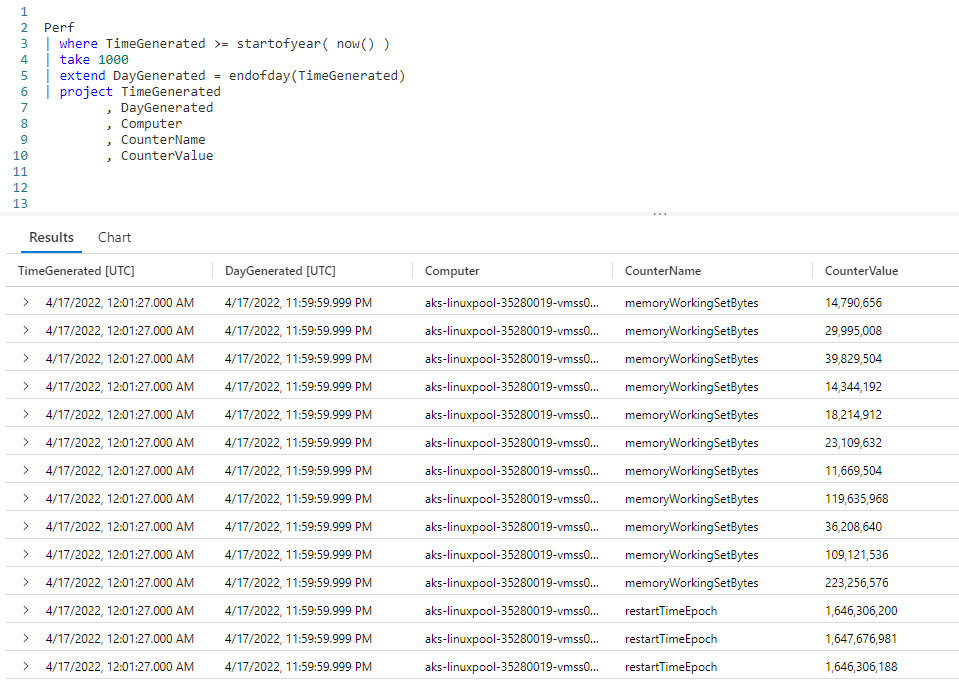 1
2 Perf
3 | where TimeGenerated >= startofyear( now() )
4 | take 1000
5 | extend DayGenerated = endofday(TimeGenerated)
6 | project TimeGenerated
7 , DayGenerated
8 , Computer
9 , CounterName
10 , CounterValue
11
12
13
...
Results Chart
TimeGenerated [UTC] DayGenerated [UTC] Computer CounterName CounterValue
> 4/17/2022, 12:01:27.000 AM 4/17/2022, 11:59:59.999 PM aks-linuxpool-35280019-vmss0... memoryWorkingSetBytes 14,790,656
> 4/17/2022, 12:01:27.000 AM 4/17/2022, 11:59:59.999 PM aks-linuxpool-35280019-vmss0... memoryWorkingSetBytes 29,995,008
> 4/17/2022, 12:01:27.000 AM 4/17/2022, 11:59:59.999 PM aks-linuxpool-35280019-vmss0... memoryWorkingSetBytes 39,829,504
> 4/17/2022, 12:01:27.000 AM 4/17/2022, 11:59:59.999 PM aks-linuxpool-35280019-vmss0... memoryWorkingSetBytes 14,344,192
> 4/17/2022, 12:01:27.000 AM 4/17/2022, 11:59:59.999 PM aks-linuxpool-35280019-vmss0... memoryWorkingSetBytes 18,214,912
> 4/17/2022, 12:01:27.000 AM 4/17/2022, 11:59:59.999 PM aks-linuxpool-35280019-vmss0... memoryWorkingSetBytes 23,109,632
> 4/17/2022, 12:01:27.000 AM 4/17/2022, 11:59:59.999 PM aks-linuxpool-35280019-vmss0... memoryWorkingSetBytes 11,669,504
> 4/17/2022, 12:01:27.000 AM 4/17/2022, 11:59:59.999 PM aks-linuxpool-35280019-vmss0... memoryWorkingSetBytes 119,635,968
> 4/17/2022, 12:01:27.000 AM 4/17/2022, 11:59:59.999 PM aks-linuxpool-35280019-vmss0... memoryWorkingSetBytes 36,208,640
> 4/17/2022, 12:01:27.000 AM 4/17/2022, 11:59:59.999 PM aks-linuxpool-35280019-vmss0... memoryWorkingSetBytes 109,121,536
> 4/17/2022, 12:01:27.000 AM 4/17/2022, 11:59:59.999 PM aks-linuxpool-35280019-vmss0... memoryWorkingSetBytes 223,256,576
> 4/17/2022, 12:01:27.000 AM 4/17/2022, 11:59:59.999 PM aks-linuxpool-35280019-vmss0... restartTimeEpoch 1,646,306,200
> 4/17/2022, 12:01:27.000 AM 4/17/2022, 11:59:59.999 PM aks-linuxpool-35280019-vmss0... restartTimeEpoch 1,647,676,981
> 4/17/2022, 12:01:27.000 AM 4/17/2022, 11:59:59.999 PM aks-linuxpool-35280019-vmss0... restartTimeEpoch 1,646,306,188